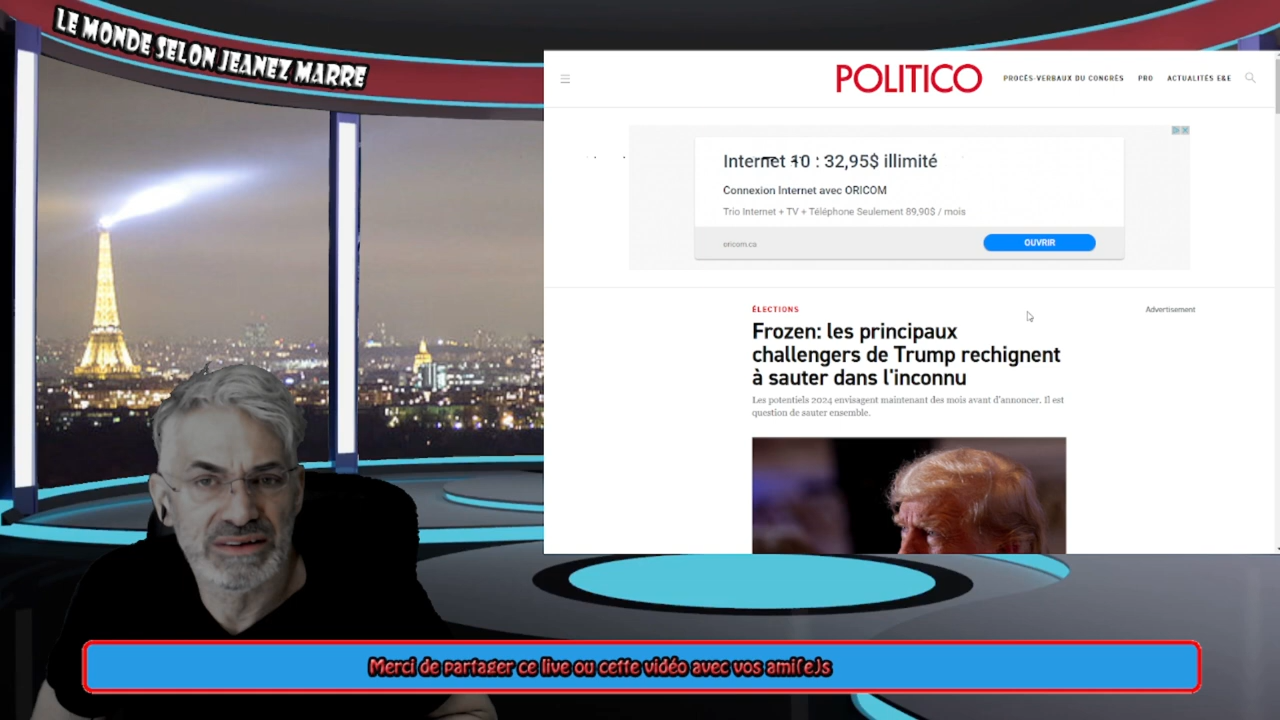 LE MONDE SELON JEANEZ MARRE
POLITICO
PROCÈS-VERBAUX DU CONGRÈS PRO ACTUALITÉS E&E
Internet 10 : 32,95$ illimité
Connexion Internet avec ORICOM
Trio Internet + TV + Téléphone Seulement 89,90$ / mois
oricom.ca
OUVRIR
ÉLECTIONS
Advertisement
Frozen: les principaux
challengers de Trump rechignent
à sauter dans l'inconnu
Les potentiels 2024 envisagent maintenant des mois avant d'annoncer. Il est
question de sauter ensemble.
Merci de partager ce live ou cette vidéo avec vos ami(e)s